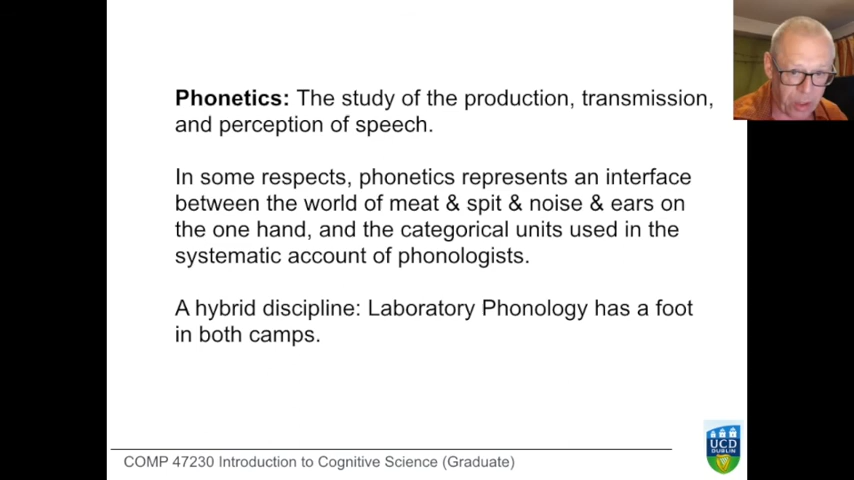 Phonetics: The study of the production, transmission,
and perception of speech.
In some respects, phonetics represents an interface
between the world of meat & spit & noise & ears on
the one hand, and the categorical units used in the
systematic account of phonologists.
A hybrid discipline: Laboratory Phonology has a foot
in both camps.
COMP 47230 Introduction to Cognitive Science (Graduate)
UCD
DUBLIN